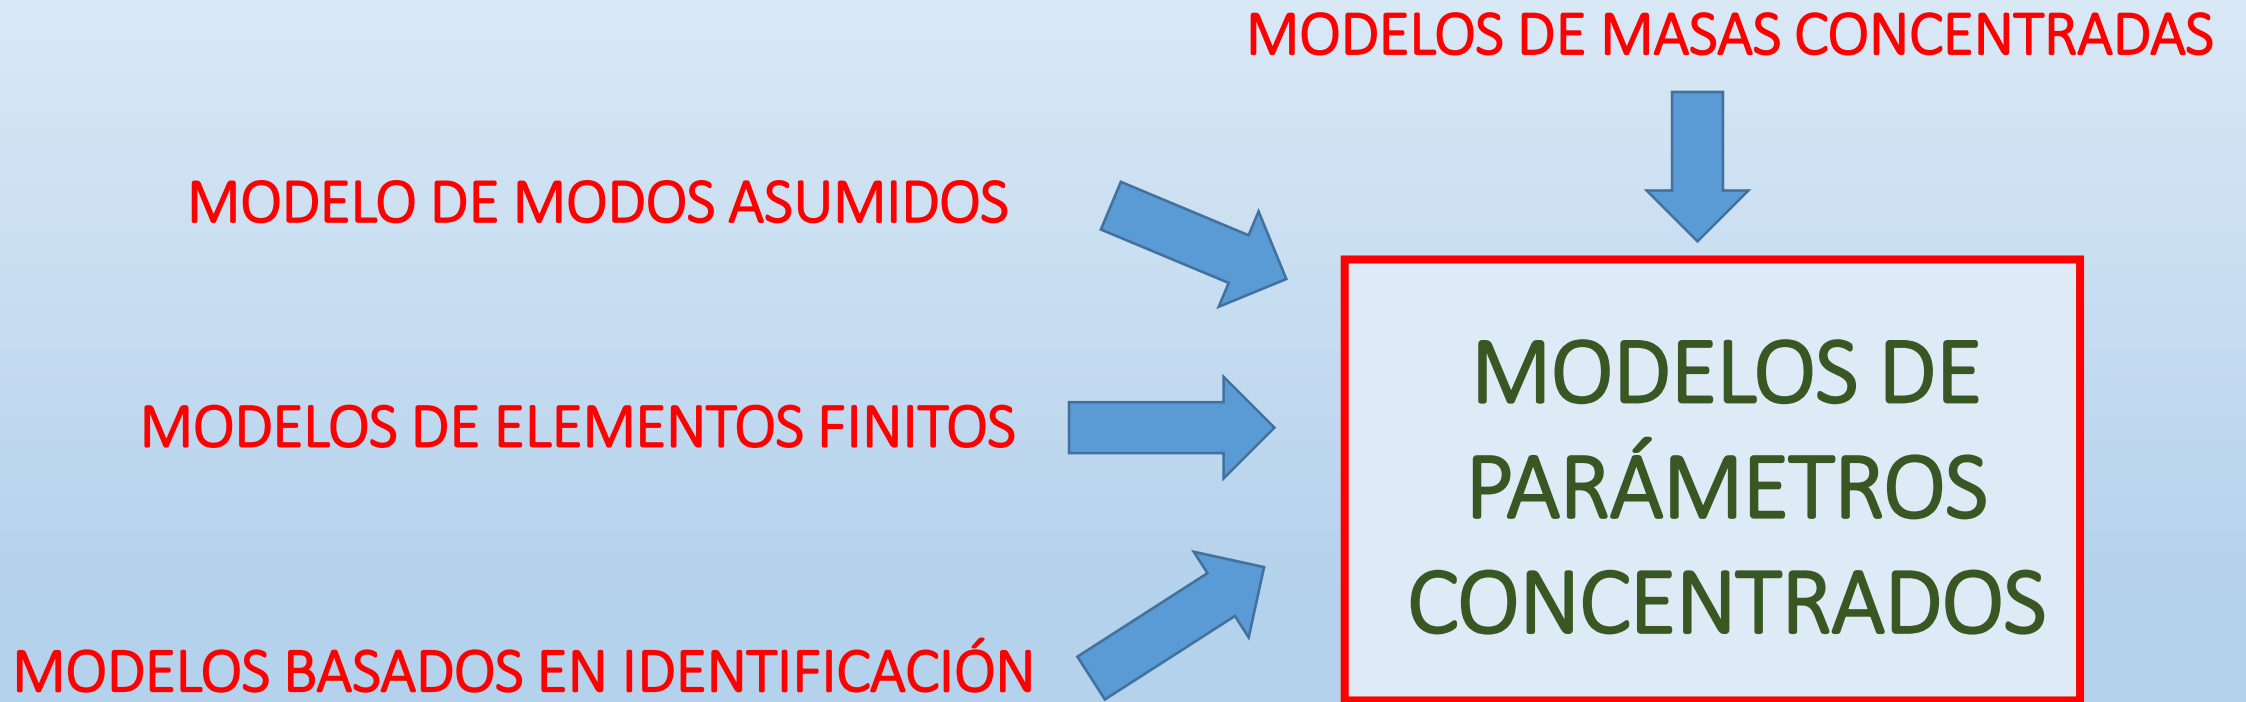 MODELOS DE MASAS CONCENTRADAS
MODELO DE MODOS ASUMIDOS
MODELOS DE ELEMENTOS FINITOS
MODELOS BASADOS EN IDENTIFICACIÓN
MODELOS DE
PARÁMETROS
CONCENTRADOS